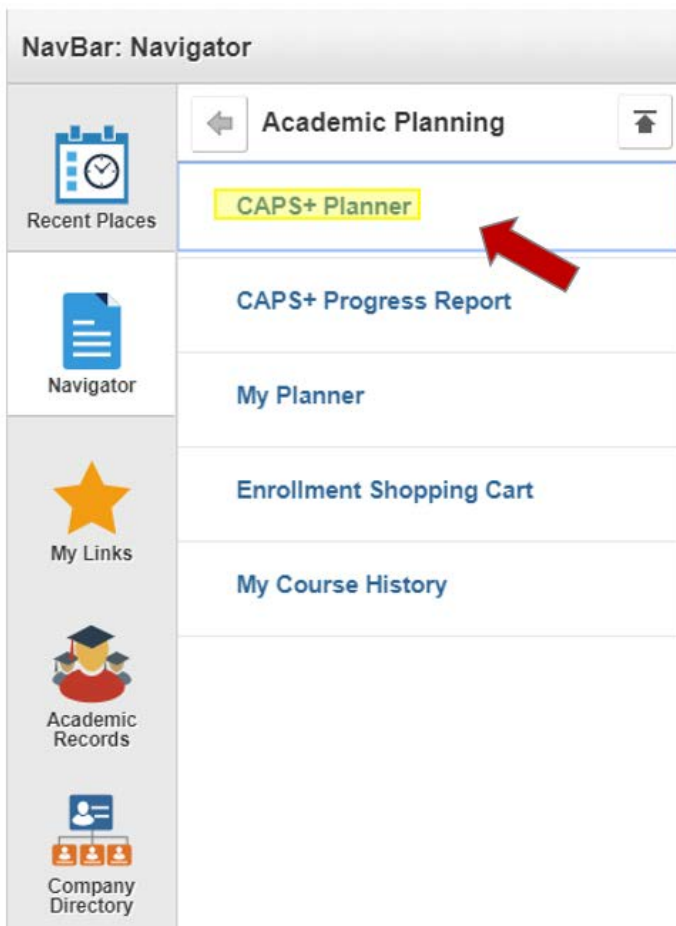 NavBar: Navigator
Recent Places
Navigator
My Links
Academic
Records
Company
Directory
Academic Planning
CAPS+ Planner
CAPS+ Progress Report
My Planner
Enrollment Shopping Cart
My Course History